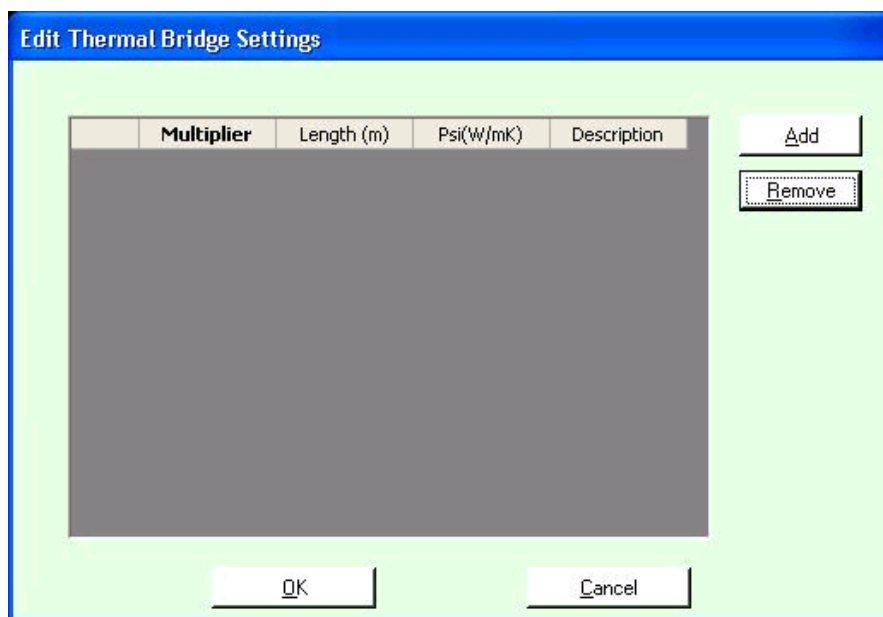 Edit Thermal Bridge Settings
Multiplier Length (m) Psi(W/mK) Description
Add
Remove
OK Cancel